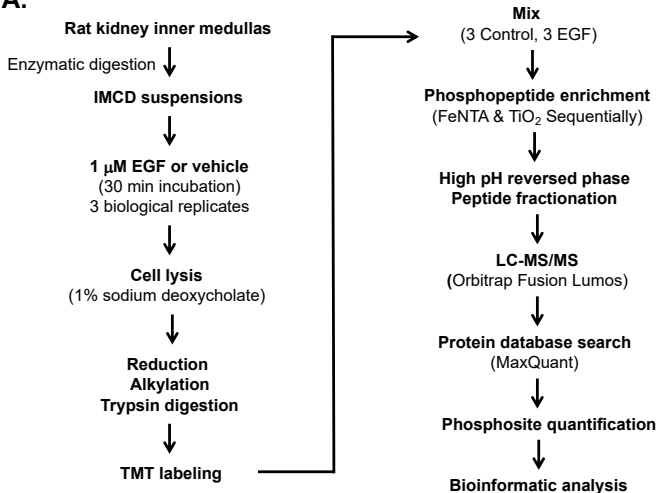 A.
Rat kidney inner medullas
Enzymatic digestion
IMCD suspensions
1 μM EGF or vehicle
(30 min incubation)
3 biological replicates
Cell lysis
(1% sodium deoxycholate)
Reduction
Alkylation
Trypsin digestion
TMT labeling
Mix
(3 Control, 3 EGF)
Phosphopeptide enrichment
(FeNTA & TiO₂ Sequentially)
High pH reversed phase
Peptide fractionation
LC-MS/MS
(Orbitrap Fusion Lumos)
Protein database search
(MaxQuant)
Phosphosite quantification
Bioinformatic analysis